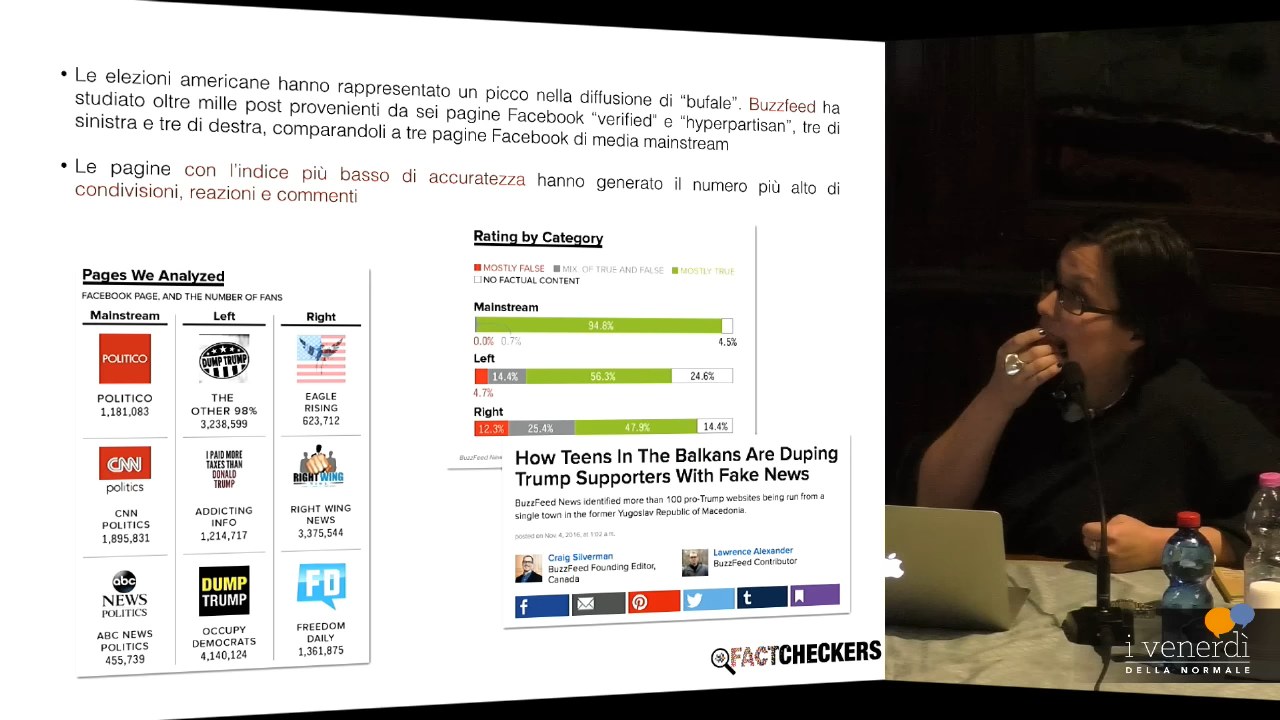 • Le elezioni americane hanno rappresentato un picco nella diffusione di “bufale”. Buzzfeed ha
studiato oltre mille post provenienti da sei pagine Facebook “verified” e “hyperpartisan”, tre di
sinistra e tre di destra, comparandoli a tre pagine Facebook di media mainstream
• Le pagine con l’indice più basso di accuratezza hanno generato il numero più alto di
condivisioni, reazioni e commenti
Pages We Analyzed
FACEBOOK PAGE, AND THE NUMBER OF FANS
Mainstream Left Right
POLITICO DUMP TRUMP
POLITICO
1,181,083
THE
OTHER 98%
3,238,599
EAGLE
RISING
623,712
CNN
politics
I PAID MORE
TAXES THAN
DONALD
TRUMP
RIGHT WING
CNN
POLITICS
1,895,831
ADDICTING
INFO
1,214,717
RIGHT WING
NEWS
3,375,544
abc
NEWS
POLITICS
DUMP
TRUMP
FD
ABC NEWS
POLITICS
455,739
OCCUPY
DEMOCRATS
4,140,124
FREEDOM
DAILY
1,361,875
Rating by Category
MOSTLY FALSE MIX OF TRUE AND FALSE MOSTLY TRUE
NO FACTUAL CONTENT
Mainstream
94.8%
0.0% 0.7% 4.5%
Left
14.4% 56.3% 24.6%
4.7%
Right
12.3% 25.4% 47.9% 14.4%
BuzzFeed New
How Teens In The Balkans Are Duping
Trump Supporters With Fake News
BuzzFeed News identified more than 100 pro-Trump websites being run from a
single town in the former Yugoslav Republic of Macedonia.
posted on Nov. 4, 2016, at 1:02 a.m.
Craig Silverman
BuzzFeed Founding Editor,
Canada
Lawrence Alexander
BuzzFeed Contributor
f t
FACTCHECKERS
i venerdì
DELLA NORMALE